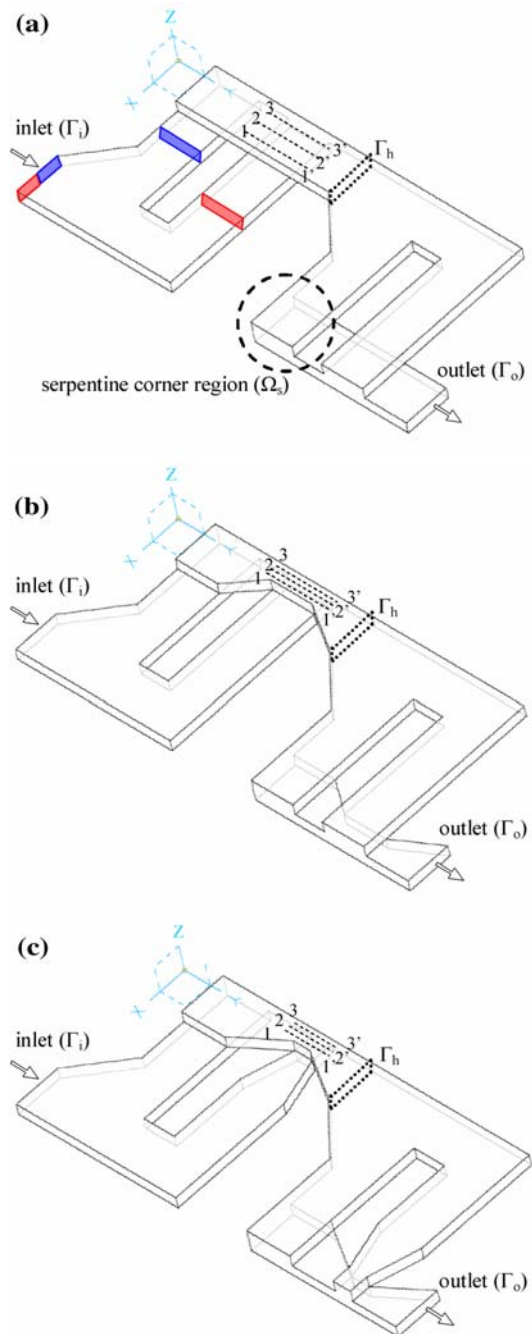 (a)
Z
X
Y
inlet (Γi)
1
2
3
1'
2'
3'
Γh
serpentine corner region (Ωs)
outlet (Γo)
(b)
Z
X
Y
inlet (Γi)
1
2
3
1'
2'
3'
Γh
outlet (Γo)
(c)
Z
X
Y
inlet (Γi)
1
2
3
1'
2'
3'
Γh
outlet (Γo)